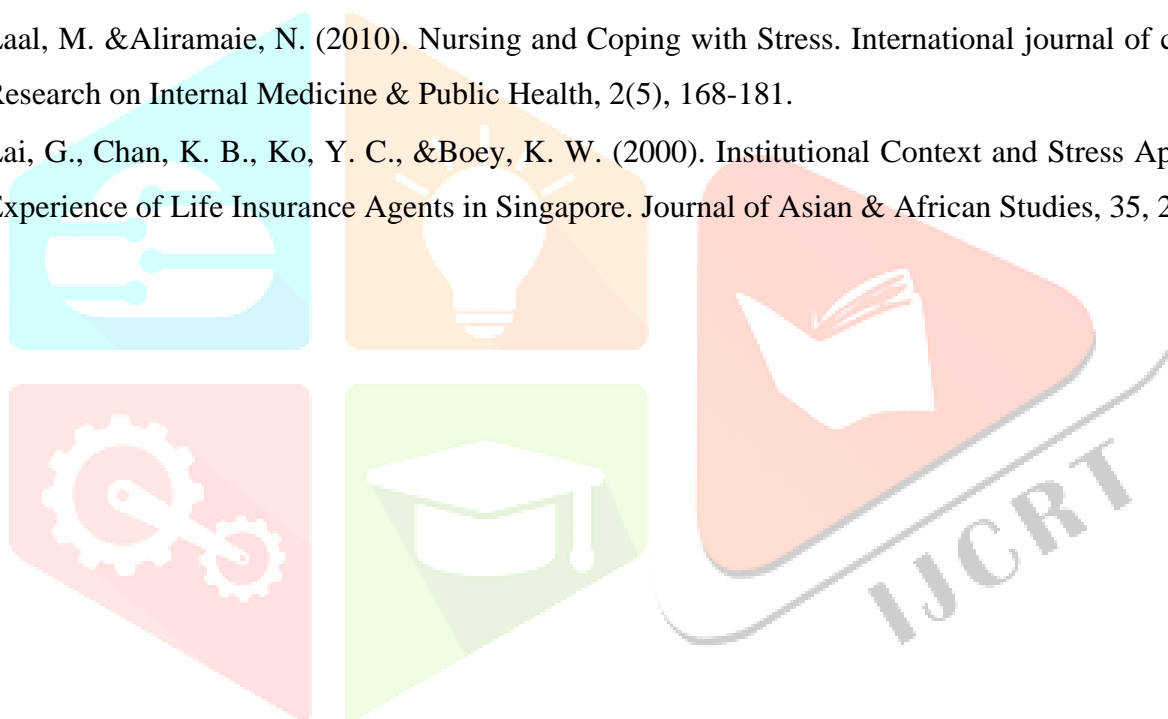 Laal, M. &Aliramaie, N. (2010). Nursing and Coping with Stress. International journal of
Research on Internal Medicine & Public Health, 2(5), 168-181.
Lai, G., Chan, K. B., Ko, Y. C., &Boey, K. W. (2000). Institutional Context and Stress
Experience of Life Insurance Agents in Singapore. Journal of Asian & African Studies, 35,
IJCRT